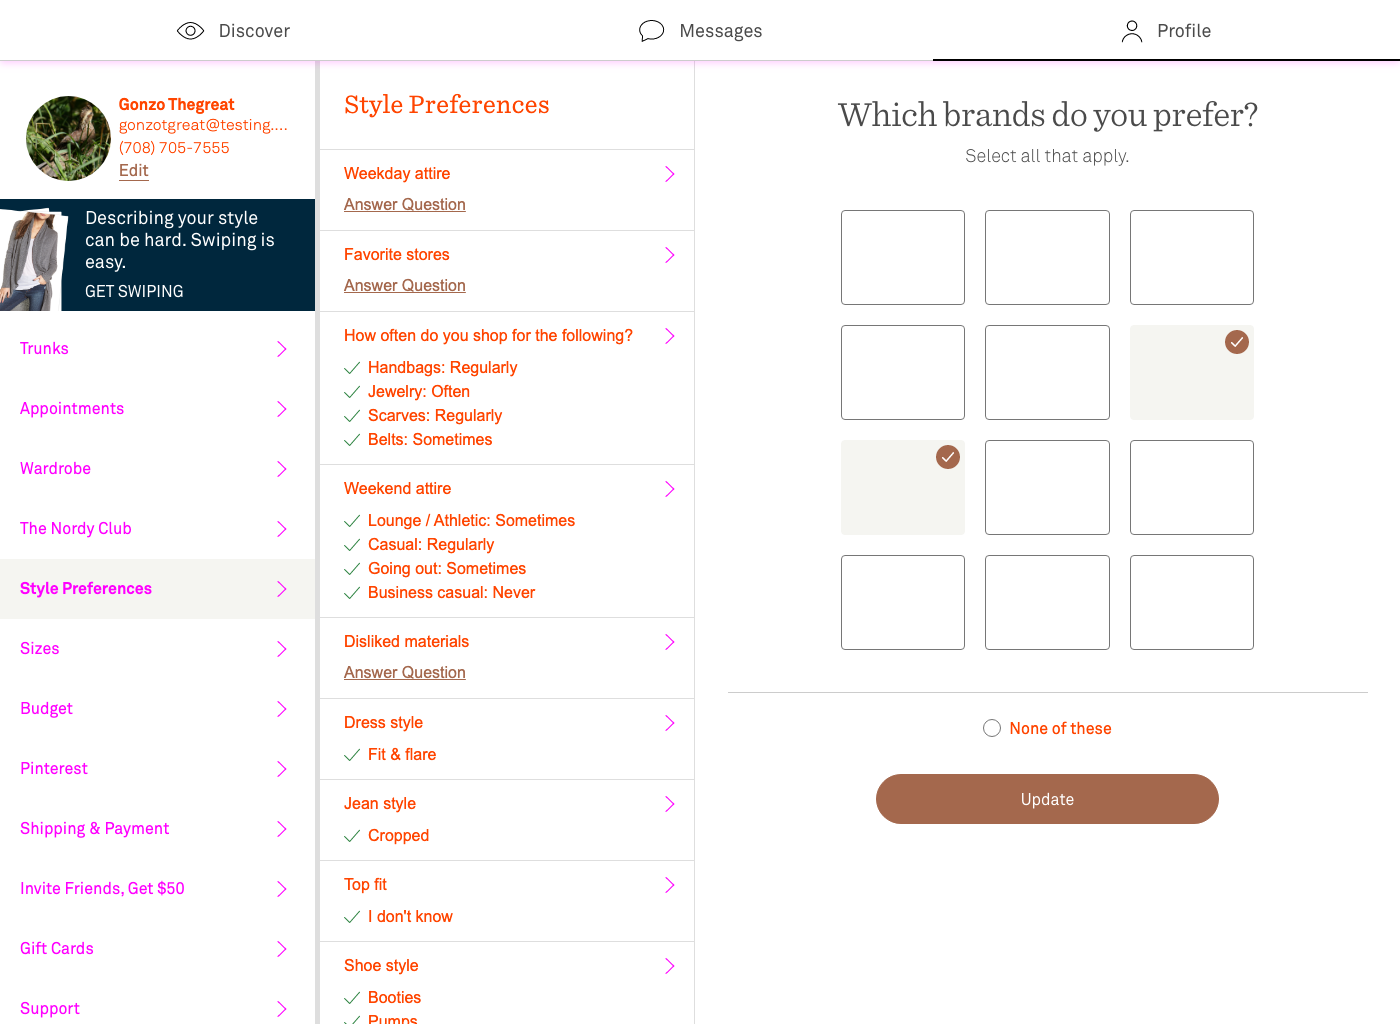 Discover
Messages
Profile
Gonzo Thegreat
gonzotgreat@testing....
(708) 705-7555
Edit
Describing your style
can be hard. Swiping is
easy.
GET SWIPING
Trunks
Appointments
Wardrobe
The Nordy Club
Style Preferences
Sizes
Budget
Pinterest
Shipping & Payment
Invite Friends, Get $50
Gift Cards
Support
Style Preferences
Weekday attire
Answer Question
Favorite stores
Answer Question
How often do you shop for the following?
Handbags: Regularly
Jewelry: Often
Scarves: Regularly
Belts: Sometimes
Weekend attire
Lounge / Athletic: Sometimes
Casual: Regularly
Going out: Sometimes
Business casual: Never
Disliked materials
Answer Question
Dress style
Fit & flare
Jean style
Cropped
Top fit
I don't know
Shoe style
Booties
Pumps
Which brands do you prefer?
Select all that apply.
None of these
Update